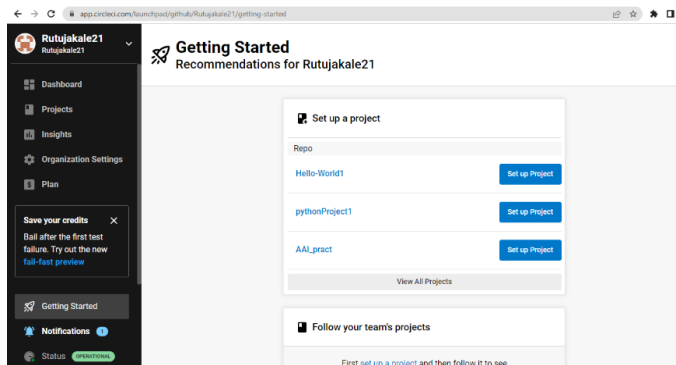 app.circleci.com/launchpad/github/Rutujakale21/getting-started
Rutujakale21
Rutujakale21
Getting Started
Recommendations for Rutujakale21
Dashboard
Projects
Insights
Organization Settings
Plan
Save your credits
Bail after the first test
failure. Try out the new
fail-fast preview
Getting Started
Notifications 1
Status OPERATIONAL
Set up a project
Repo
Hello-World1 Set up Project
pythonProject1 Set up Project
AAI_pract Set up Project
View All Projects
Follow your team's projects
First set up a project and then follow it to see